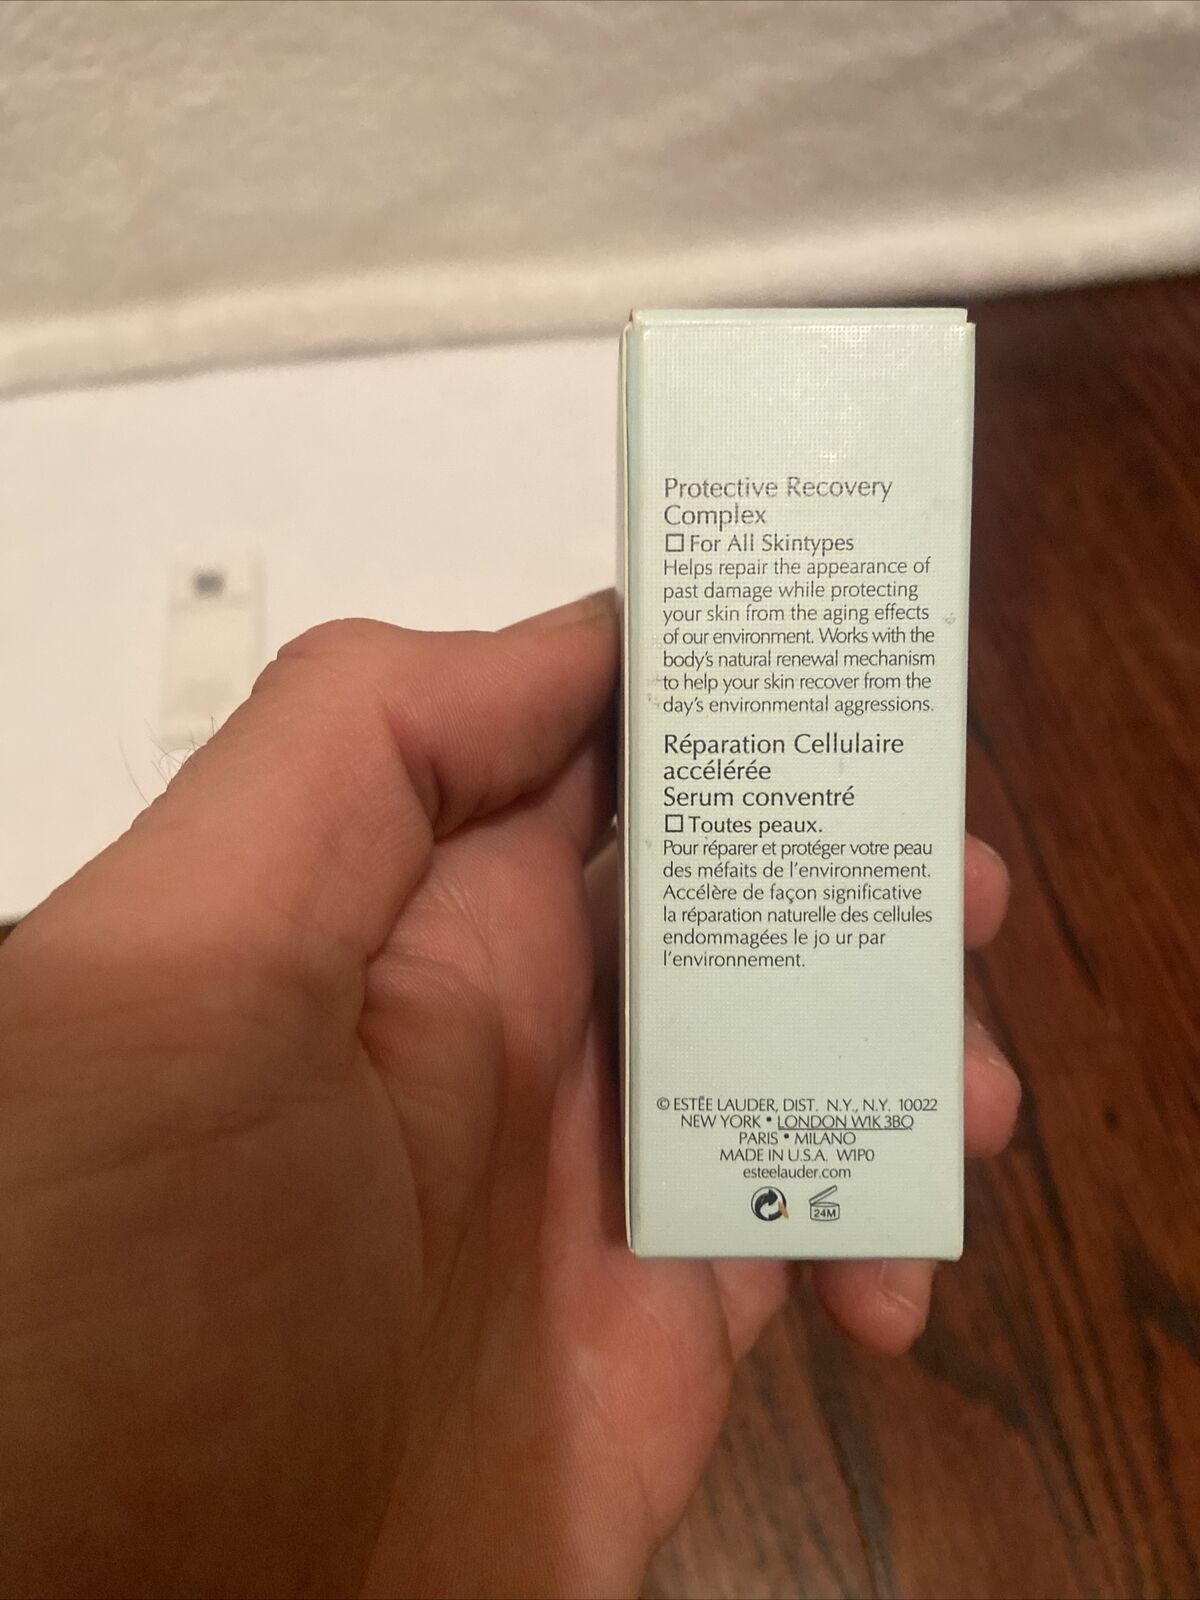 Protective Recovery
Complex
☐ For All Skintypes
Helps repair the appearance of
past damage while protecting
your skin from the aging effects
of our environment. Works with the
body's natural renewal mechanism
to help your skin recover from the
day's environmental aggressions.
Réparation Cellulaire
accélérée
Serum conventré
☐ Toutes peaux.
Pour réparer et protéger votre peau
des méfaits de l'environnement.
Accélère de façon significative
la réparation naturelle des cellules
endommagées le jo ur par
l'environnement.
© ESTĒE LAUDER, DIST. N.Y., N.Y. 10022
NEW YORK • LONDON W1K 3BQ
PARIS • MILANO
MADE IN U.S.A. W1P0
esteelauder.com
24M